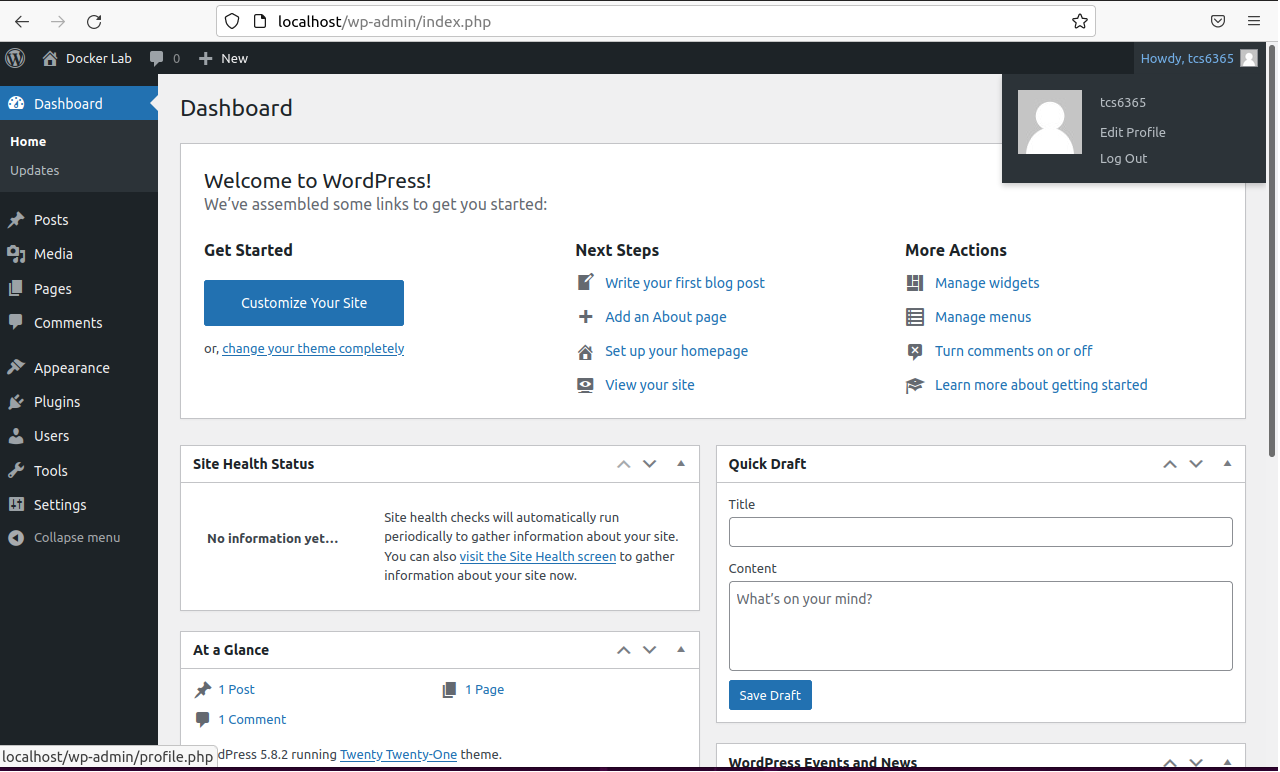 localhost/wp-admin/index.php
Docker Lab
0
New
Howdy, tcs6365
tcs6365
Edit Profile
Log Out
Dashboard
Home
Updates
Posts
Media
Pages
Comments
Appearance
Plugins
Users
Tools
Settings
Collapse menu
Dashboard
Welcome to WordPress!
We've assembled some links to get you started:
Get Started
Customize Your Site
or, change your theme completely
Next Steps
Write your first blog post
Add an About page
Set up your homepage
View your site
More Actions
Manage widgets
Manage menus
Turn comments on or off
Learn more about getting started
Site Health Status
No information yet…
Site health checks will automatically run
periodically to gather information about your site.
You can also visit the Site Health screen to gather
information about your site now.
At a Glance
1 Post
1 Page
1 Comment
dPress 5.8.2 running Twenty Twenty-One theme.
Quick Draft
Title
Content
What's on your mind?
Save Draft
WordPress Events and News
localhost/wp-admin/profile.php